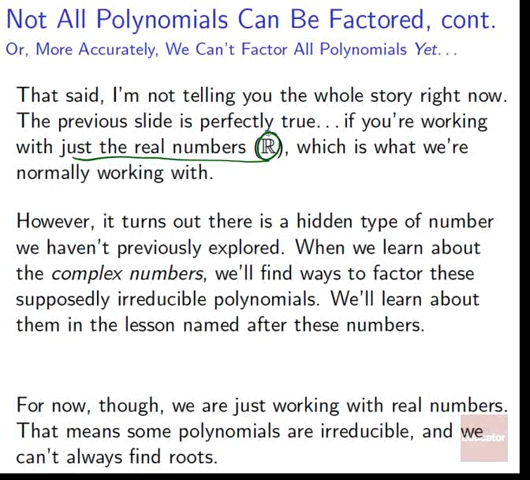 Not All Polynomials Can Be Factored, cont.
Or, More Accurately, We Can't Factor All Polynomials Yet...
That said, I'm not telling you the whole story right now.
The previous slide is perfectly true... if you're working
with just the real numbers (ℝ), which is what we're
normally working with.
However, it turns out there is a hidden type of number
we haven't previously explored. When we learn about
the complex numbers, we'll find ways to factor these
supposedly irreducible polynomials. We'll learn about
them in the lesson named after these numbers.
For now, though, we are just working with real numbers.
That means some polynomials are irreducible, and we
can't always find roots.